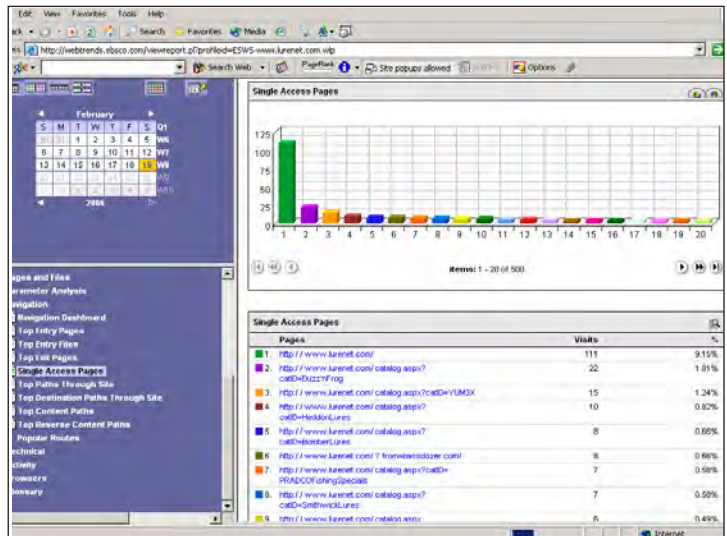 Edit View Favorites Tools Help
Search Favorites Media
http://webtrends.ebsco.com/viewreport.pl?profileid=ESWS-www.lurenet.com.wlp
Search Web PageRank Site popups allowed Options
February
S M T W T F S Q1
30 31 1 2 3 4 5 W6
6 7 8 9 10 11 12 W7
13 14 15 16 17 18 19 W8
Single Access Pages
125
100
75
50
25
0
1 2 3 4 5 6 7 8 9 10 11 12 13 14 15 16 17 18 19 20
items: 1 - 20 of 500
ages and Files
arameter Analysis
avigation
Navigation Dashboard
Top Entry Pages
Top Entry Files
Top Exit Pages
Single Access Pages
Top Paths Through Site
Top Destination Paths Through Site
Top Content Paths
Top Reverse Content Paths
Popular Routes
echnical
ctivity
rowsers
lossary
Single Access Pages
Pages Visits %
1. http://www.lurenet.com/ 111 9.15%
2. http://www.lurenet.com/catalog.aspx? 22 1.81%
catID=BuzznFrog
3. http://www.lurenet.com/catalog.aspx?catID=YUM3X 15 1.24%
4. http://www.lurenet.com/catalog.aspx? 10 0.82%
catID=HeddonLures
5. http://www.lurenet.com/catalog.aspx? 8 0.66%
catID=BomberLures
6. http://www.lurenet.com/? from=bassdozer.com/ 8 0.66%
7. http://www.lurenet.com/catalog.aspx?catID= 7 0.58%
PRADCOFishingSpecials
8. http://www.lurenet.com/catalog.aspx? 7 0.58%
catID=SmithwickLures
9. http://www.lurenet.com/catalog.aspx 6 0.49%
Internet